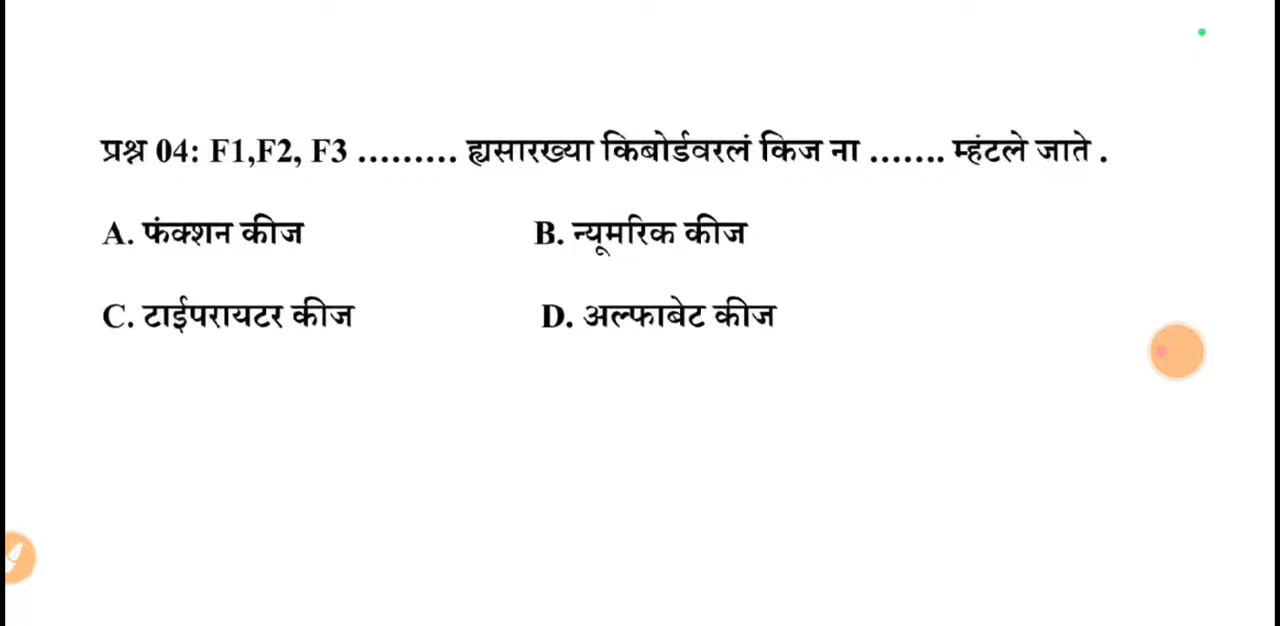 प्रश्न 04: F1,F2, F3 ......... ह्यासारख्या किबोर्डवरलं किज ना ....... म्हंटले जाते .
A. फंक्शन कीज B. न्यूमरिक कीज
C. टाईपरायटर कीज D. अल्फाबेट कीज